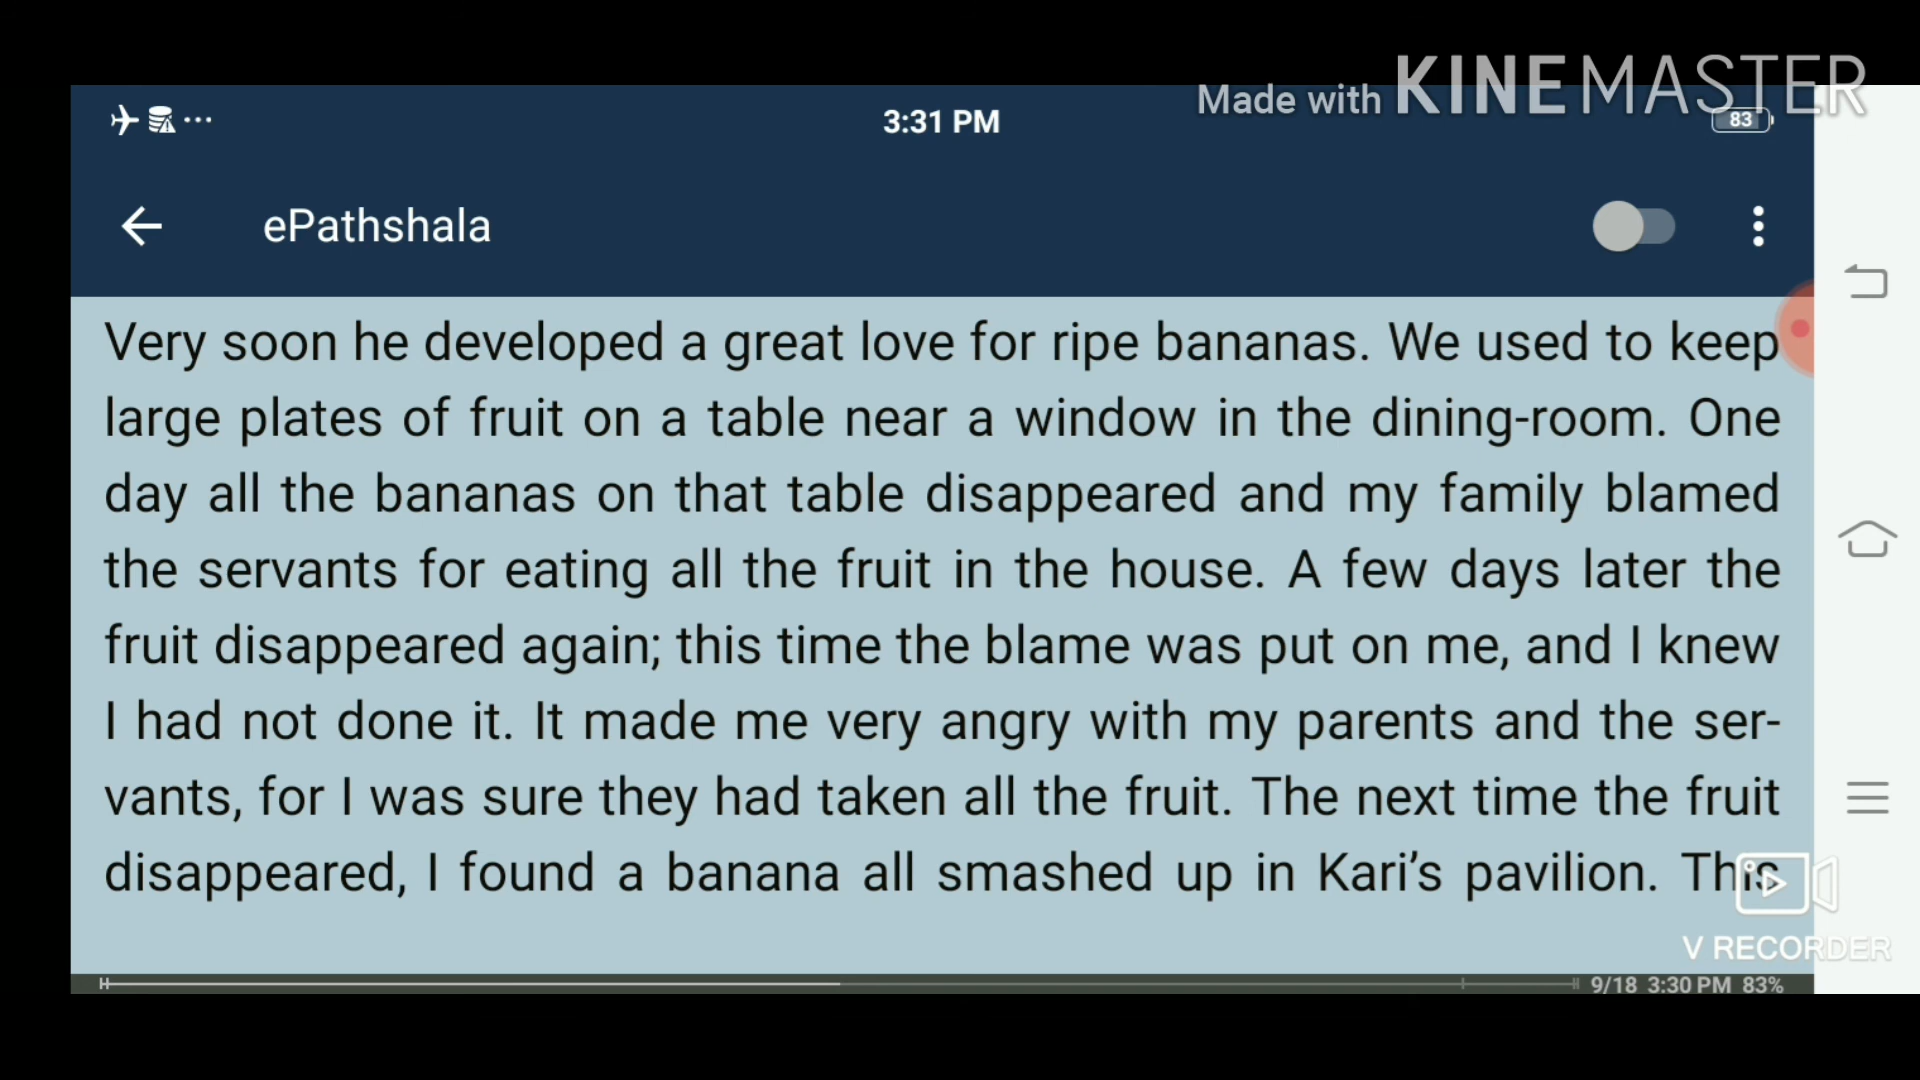 Made with KINEMASTER
3:31 PM
83
ePathshala
Very soon he developed a great love for ripe bananas. We used to keep
large plates of fruit on a table near a window in the dining-room. One
day all the bananas on that table disappeared and my family blamed
the servants for eating all the fruit in the house. A few days later the
fruit disappeared again; this time the blame was put on me, and I knew
I had not done it. It made me very angry with my parents and the ser-
vants, for I was sure they had taken all the fruit. The next time the fruit
disappeared, I found a banana all smashed up in Kari’s pavilion. This
V RECORDER
9/18 3:30 PM 83%